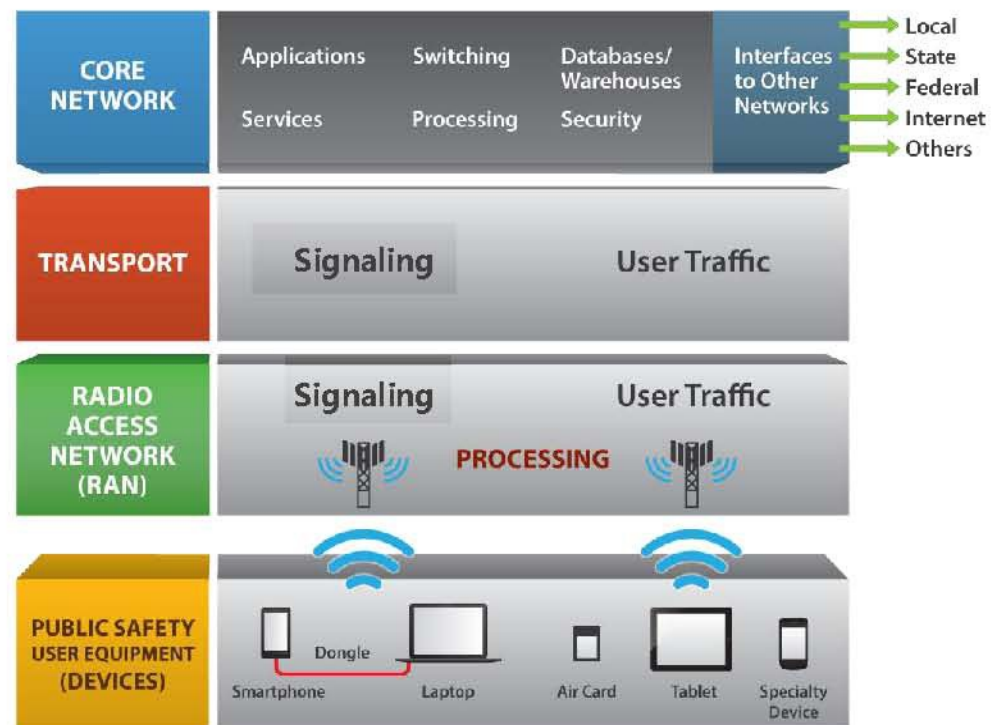 CORE
NETWORK
Applications
Switching
Databases/
Warehouses
Services
Processing
Security
Interfaces
to Other
Networks
Local
State
Federal
Internet
Others
TRANSPORT
Signaling
User Traffic
RADIO
ACCESS
NETWORK
(RAN)
Signaling
User Traffic
PROCESSING
PUBLIC SAFETY
USER EQUIPMENT
(DEVICES)
Dongle
Smartphone
Laptop
Air Card
Tablet
Specialty
Device